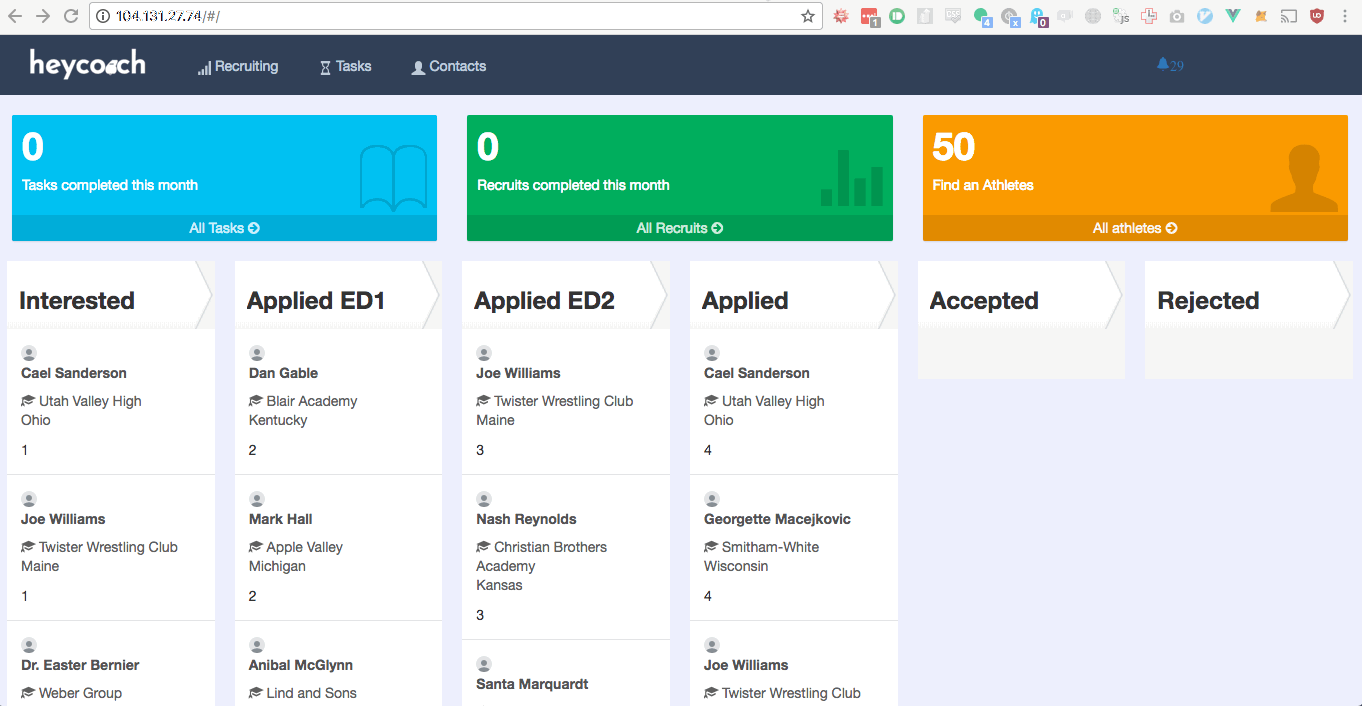 104.131.27.74/#/
1
4
x
0
js
UD
heycoach
Recruiting
Tasks
Contacts
29
0
Tasks completed this month
All Tasks
0
Recruits completed this month
All Recruits
50
Find an Athletes
All athletes
Interested
Cael Sanderson
Utah Valley High
Ohio
1
Joe Williams
Twister Wrestling Club
Maine
1
Dr. Easter Bernier
Weber Group
Applied ED1
Dan Gable
Blair Academy
Kentucky
2
Mark Hall
Apple Valley
Michigan
2
Anibal McGlynn
Lind and Sons
Applied ED2
Joe Williams
Twister Wrestling Club
Maine
3
Nash Reynolds
Christian Brothers
Academy
Kansas
3
Santa Marquardt
Applied
Cael Sanderson
Utah Valley High
Ohio
4
Georgette Macejkovic
Smitham-White
Wisconsin
4
Joe Williams
Twister Wrestling Club
Accepted
Rejected